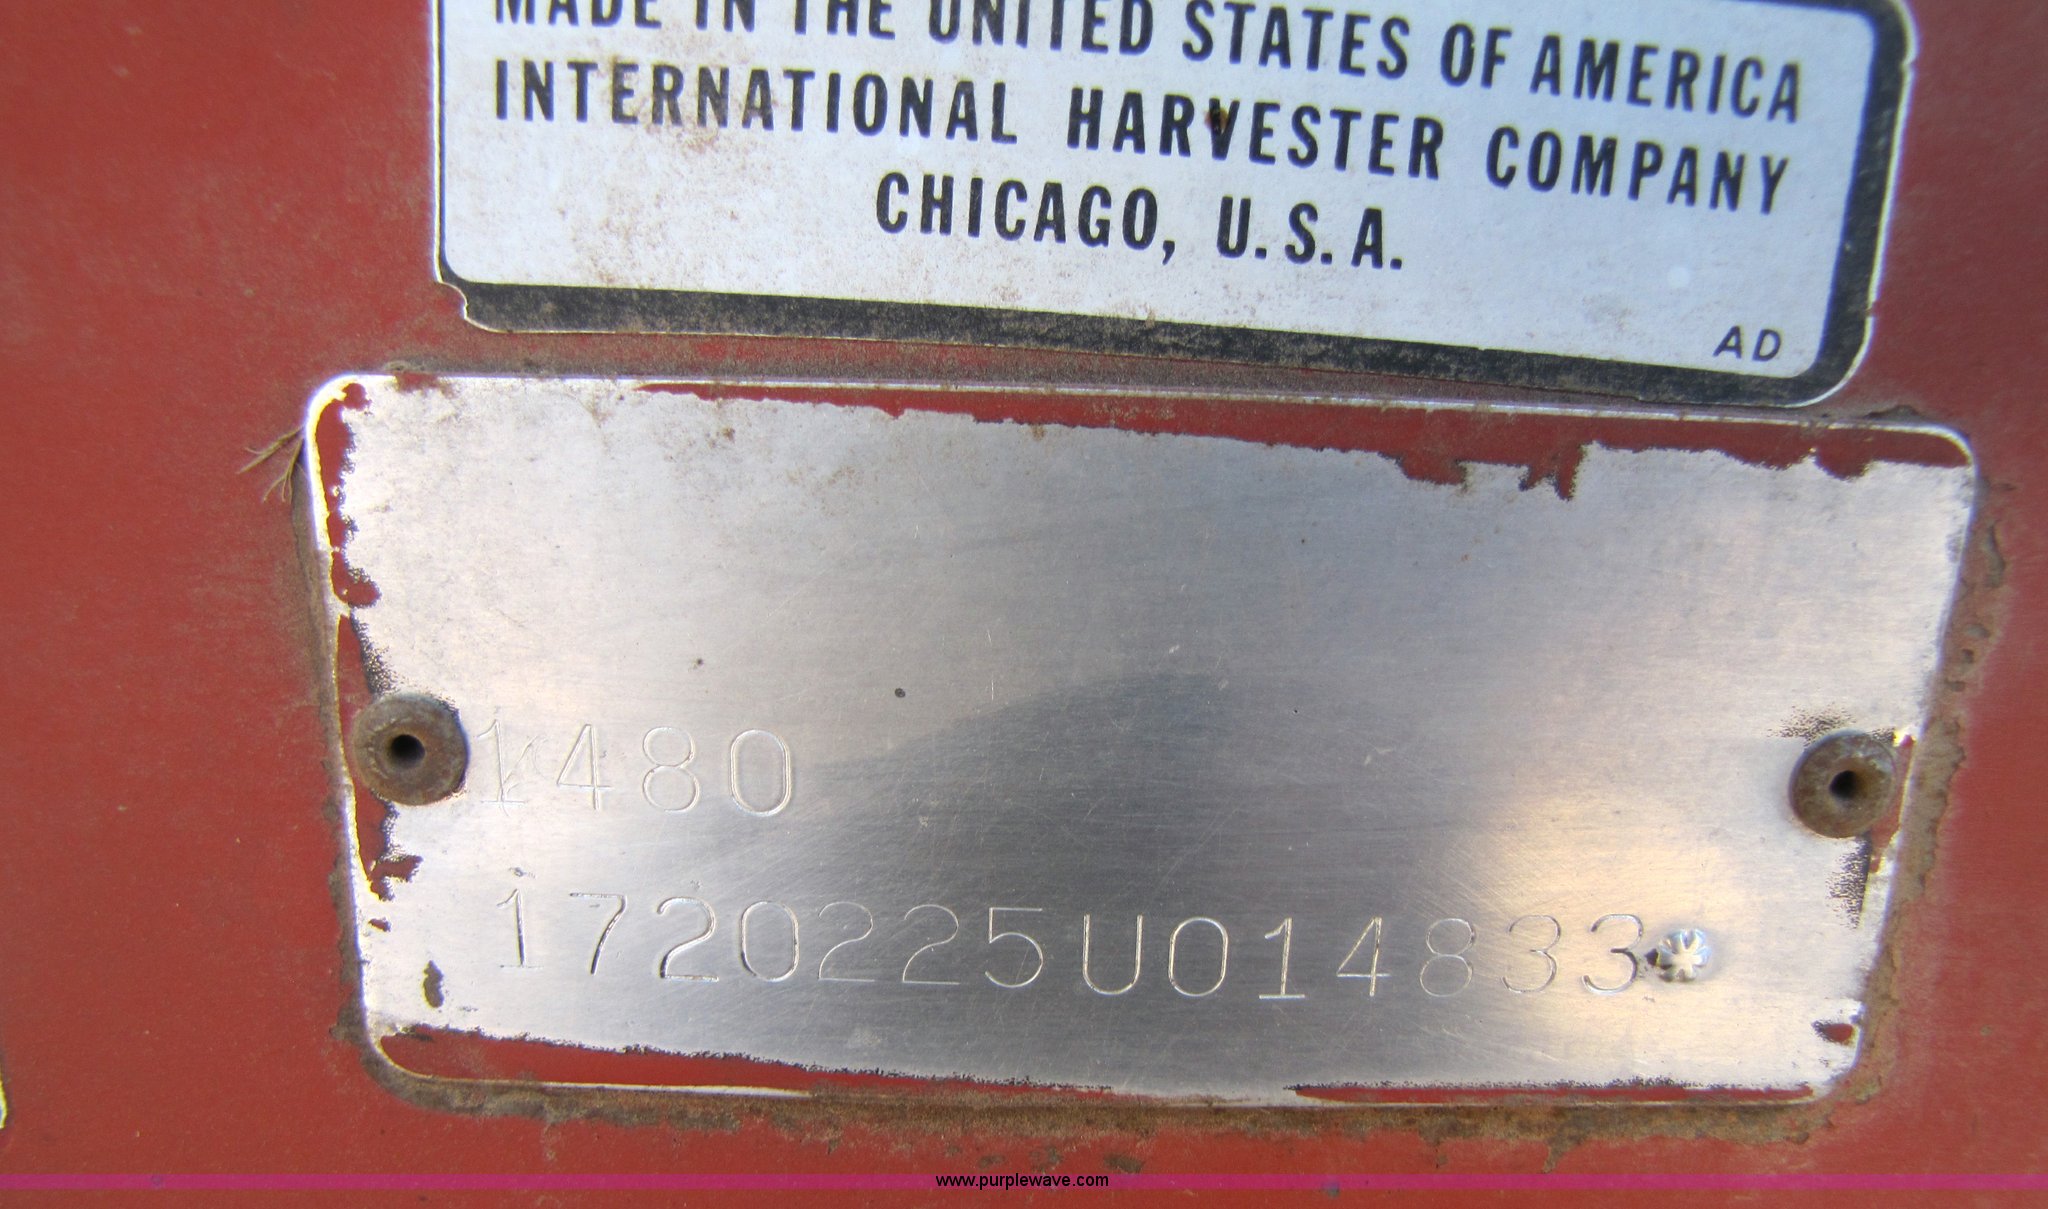 MADE IN THE UNITED STATES OF AMERICA
INTERNATIONAL HARVESTER COMPANY
CHICAGO, U.S.A.
AD
1480
1720225U014833
www.purplewave.com